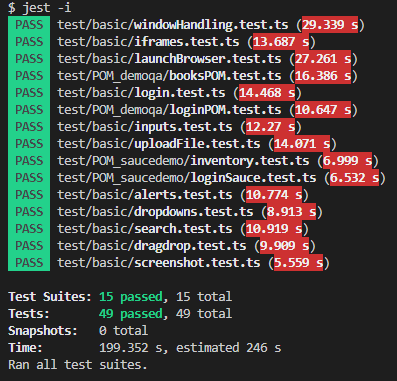 $ jest -i
PASS test/basic/windowHandling.test.ts (29.339 s)
PASS test/basic/iframes.test.ts (13.687 s)
PASS test/basic/launchBrowser.test.ts (27.261 s)
PASS test/POM_demoqa/booksPOM.test.ts (16.386 s)
PASS test/basic/login.test.ts (14.468 s)
PASS test/POM_demoqa/loginPOM.test.ts (10.647 s)
PASS test/basic/inputs.test.ts (12.27 s)
PASS test/basic/uploadFile.test.ts (14.071 s)
PASS test/POM_saucedemo/inventory.test.ts (6.999 s)
PASS test/POM_saucedemo/loginSauce.test.ts (6.532 s)
PASS test/basic/alerts.test.ts (10.774 s)
PASS test/basic/dropdowns.test.ts (8.913 s)
PASS test/basic/search.test.ts (10.919 s)
PASS test/basic/dragdrop.test.ts (9.909 s)
PASS test/basic/screenshot.test.ts (5.559 s)
Test Suites: 15 passed, 15 total
Tests: 49 passed, 49 total
Snapshots: 0 total
Time: 199.352 s, estimated 246 s
Ran all test suites.